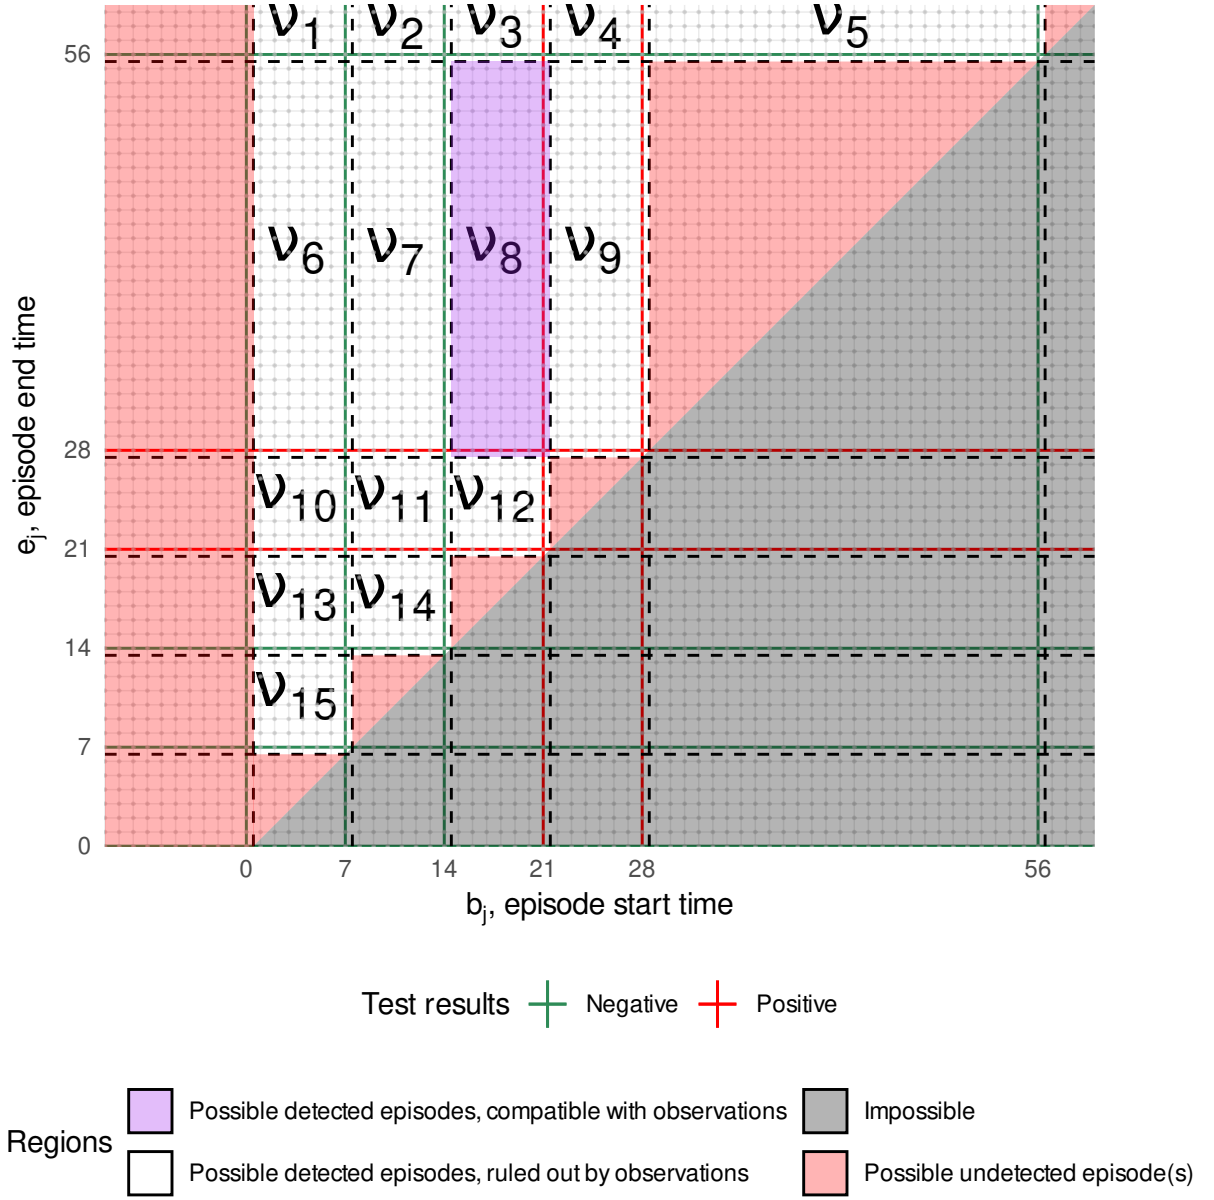 ν1 ν2 ν3 ν4 ν5
56
ν6 ν7 ν8 ν9
28
ν10 ν11 ν12
21
ν13 ν14
14
ν15
7
0
0 7 14 21 28 56
ej, episode end time
bj, episode start time
Test results Negative Positive
Regions
Possible detected episodes, compatible with observations
Impossible
Possible detected episodes, ruled out by observations
Possible undetected episode(s)